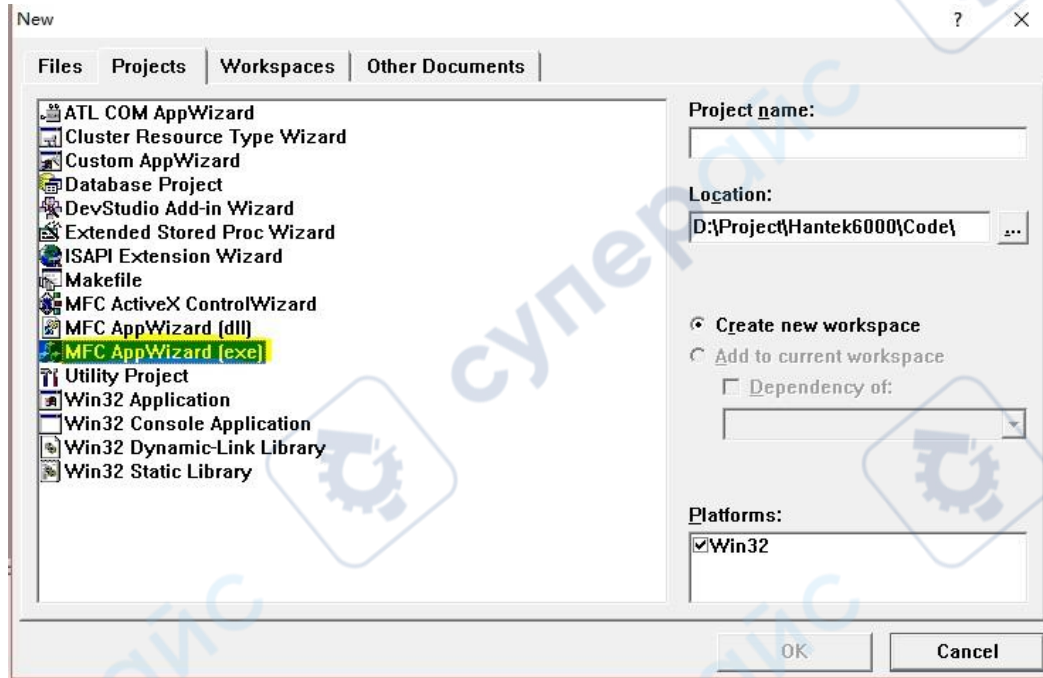 New
Files Projects Workspaces Other Documents
ATL COM AppWizard
Cluster Resource Type Wizard
Custom AppWizard
Database Project
DevStudio Add-in Wizard
Extended Stored Proc Wizard
ISAPI Extension Wizard
Makefile
MFC ActiveX ControlWizard
MFC AppWizard (dll)
MFC AppWizard (exe)
Utility Project
Win32 Application
Win32 Console Application
Win32 Dynamic-Link Library
Win32 Static Library
Project name:
Location:
D:\Project\Hantek6000\Code\
...
Create new workspace
Add to current workspace
Dependency of:
Platforms:
Win32
OK Cancel
суперайс